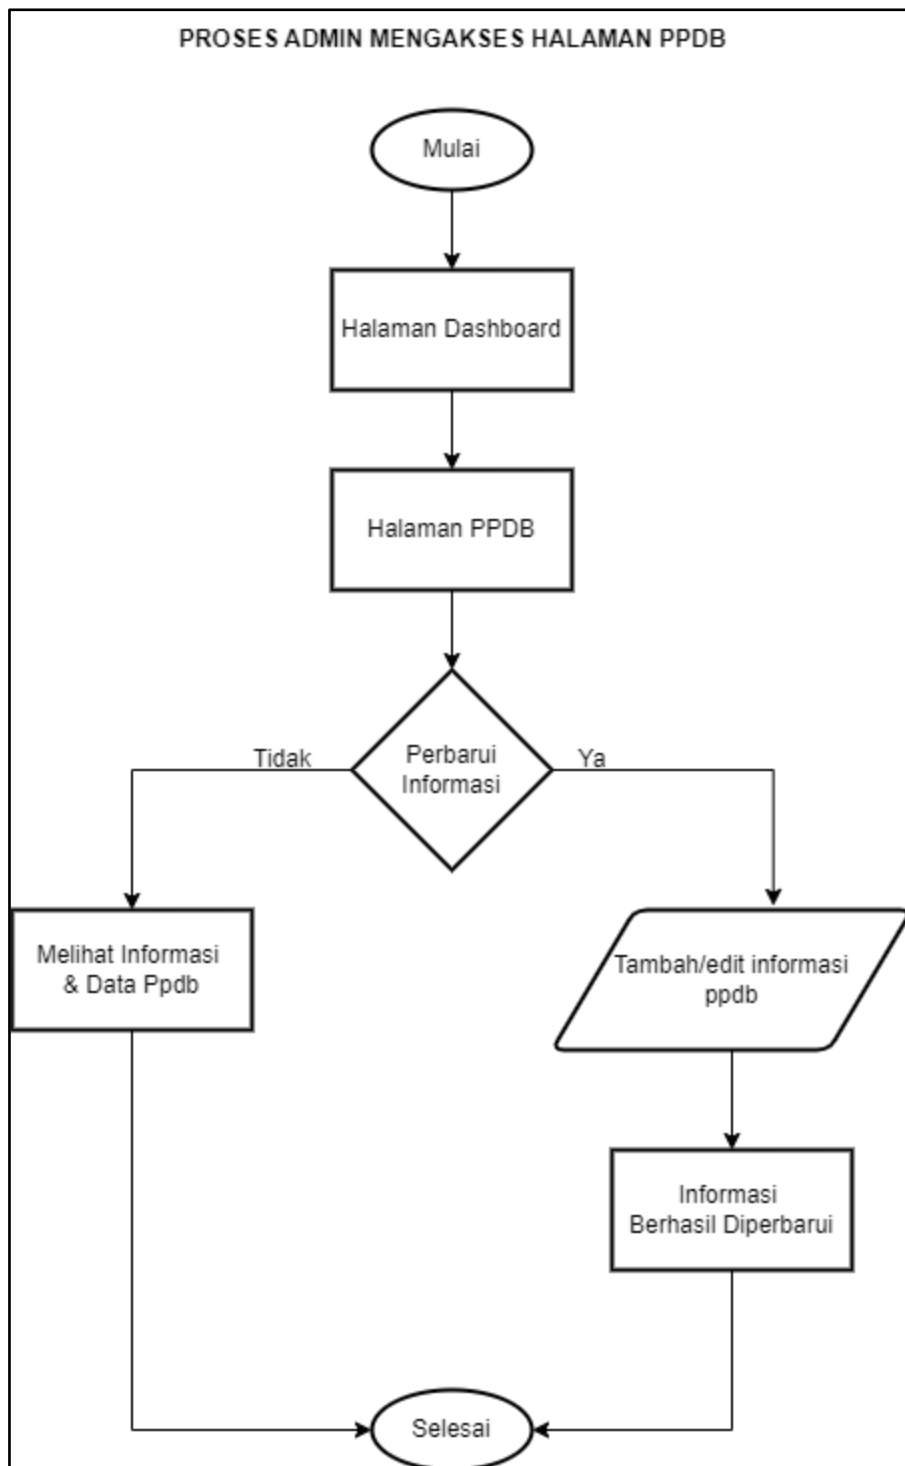 PROSES ADMIN MENGAKSES HALAMAN PPDB
Mulai
Halaman Dashboard
Halaman PPDB
Perbarui
Informasi
Tidak
Ya
Melihat Informasi
& Data Ppdb
Tambah/edit informasi
ppdb
Informasi
Berhasil Diperbarui
Selesai